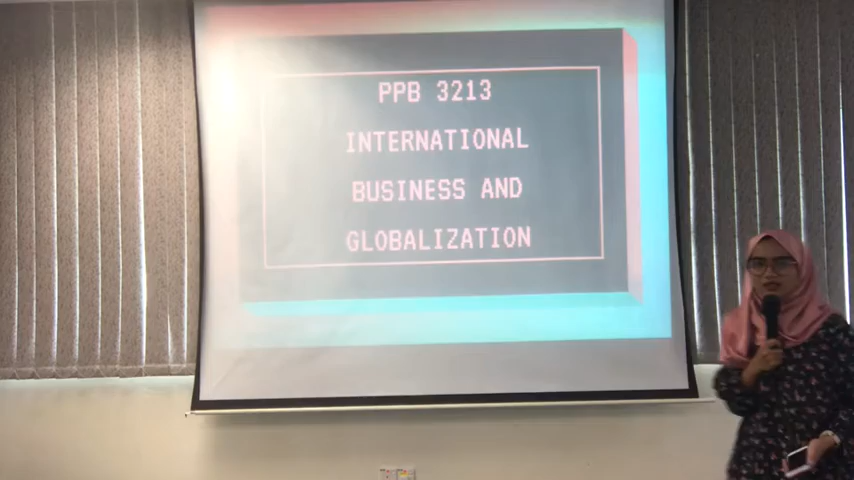 PPB 3213
INTERNATIONAL
BUSINESS AND
GLOBALIZATION